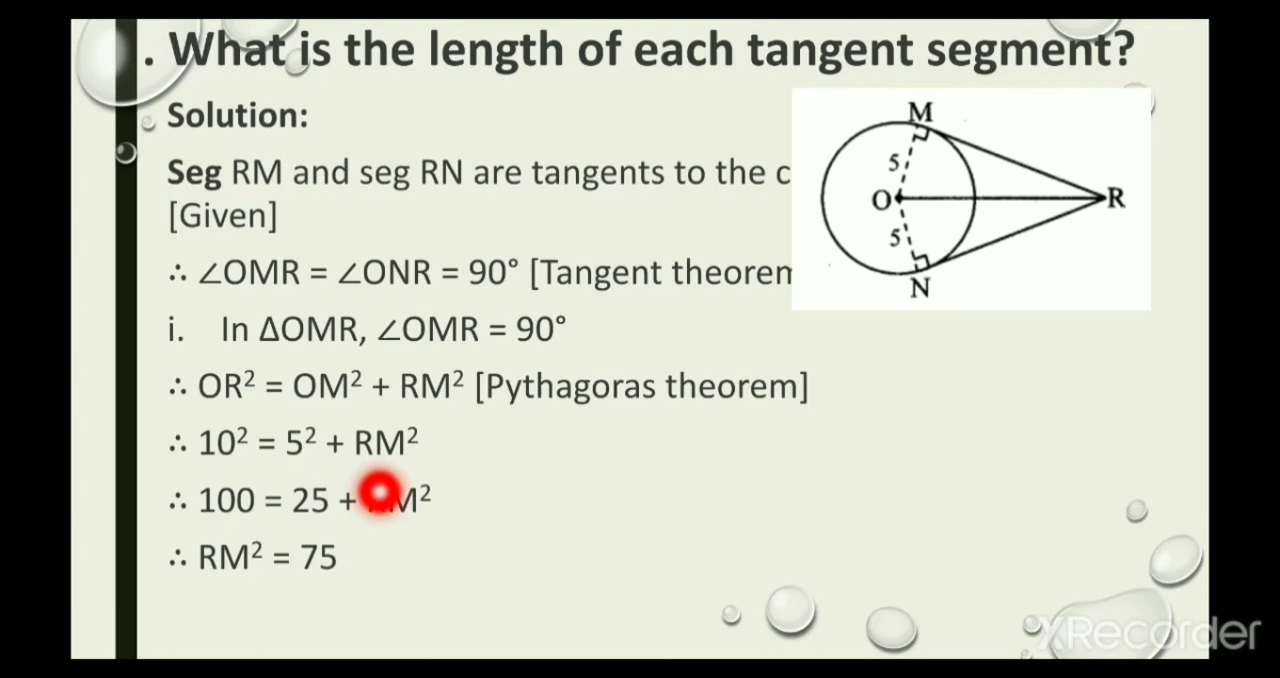 . What is the length of each tangent segment?
Solution:
Seg RM and seg RN are tangents to the c
[Given]
∴ ∠OMR = ∠ONR = 90° [Tangent theorem
i. In ΔOMR, ∠OMR = 90°
∴ OR² = OM² + RM² [Pythagoras theorem]
∴ 10² = 5² + RM²
∴ 100 = 25 + M²
∴ RM² = 75
M
5
O
R
5
N
XRecorder